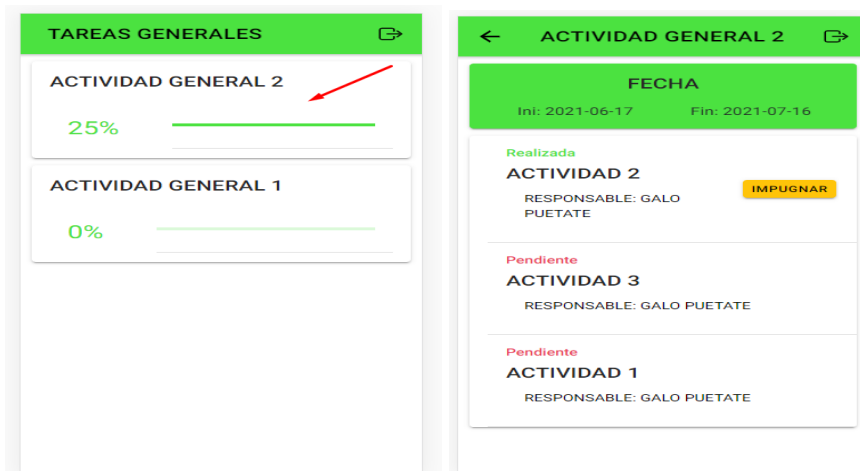 TAREAS GENERALES
ACTIVIDAD GENERAL 2
25%
ACTIVIDAD GENERAL 1
0%
ACTIVIDAD GENERAL 2
FECHA
Ini: 2021-06-17 Fin: 2021-07-16
Realizada
ACTIVIDAD 2
IMPUGNAR
RESPONSABLE: GALO
PUETATE
Pendiente
ACTIVIDAD 3
RESPONSABLE: GALO PUETATE
Pendiente
ACTIVIDAD 1
RESPONSABLE: GALO PUETATE